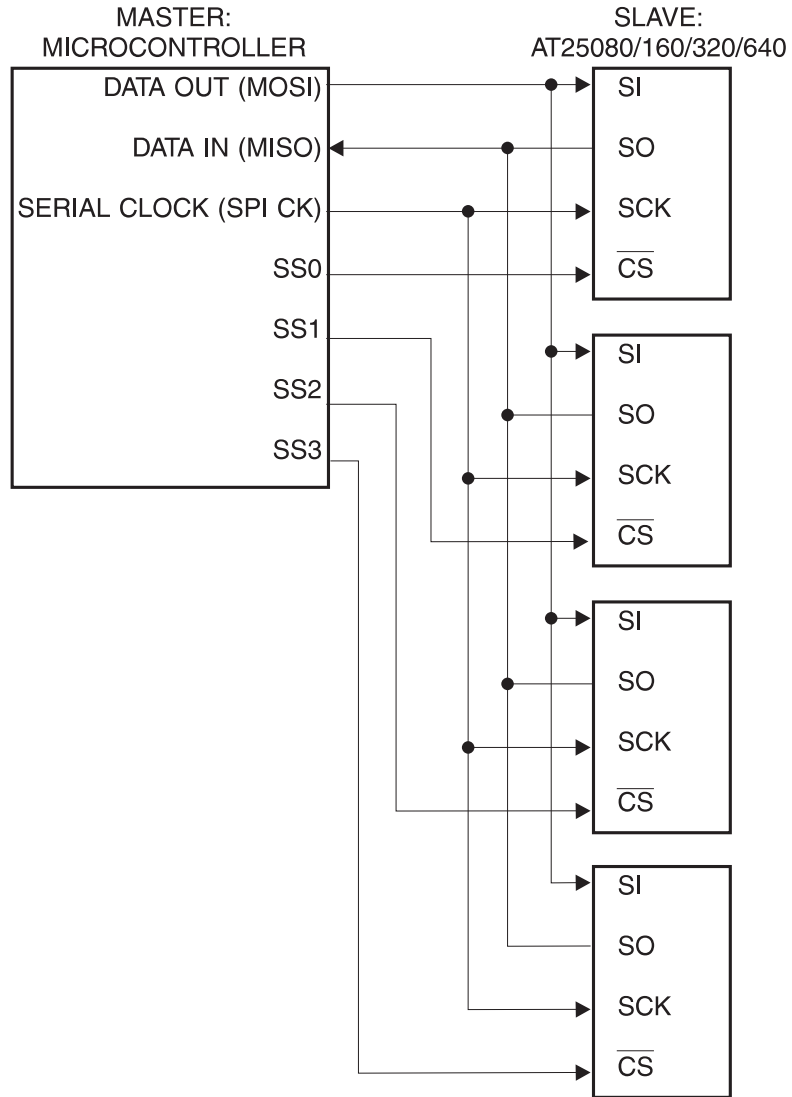 MASTER:
MICROCONTROLLER
SLAVE:
AT25080/160/320/640
DATA OUT (MOSI)
DATA IN (MISO)
SERIAL CLOCK (SPI CK)
SS0
SS1
SS2
SS3
SI
SO
SCK
CS
SI
SO
SCK
CS
SI
SO
SCK
CS
SI
SO
SCK
CS